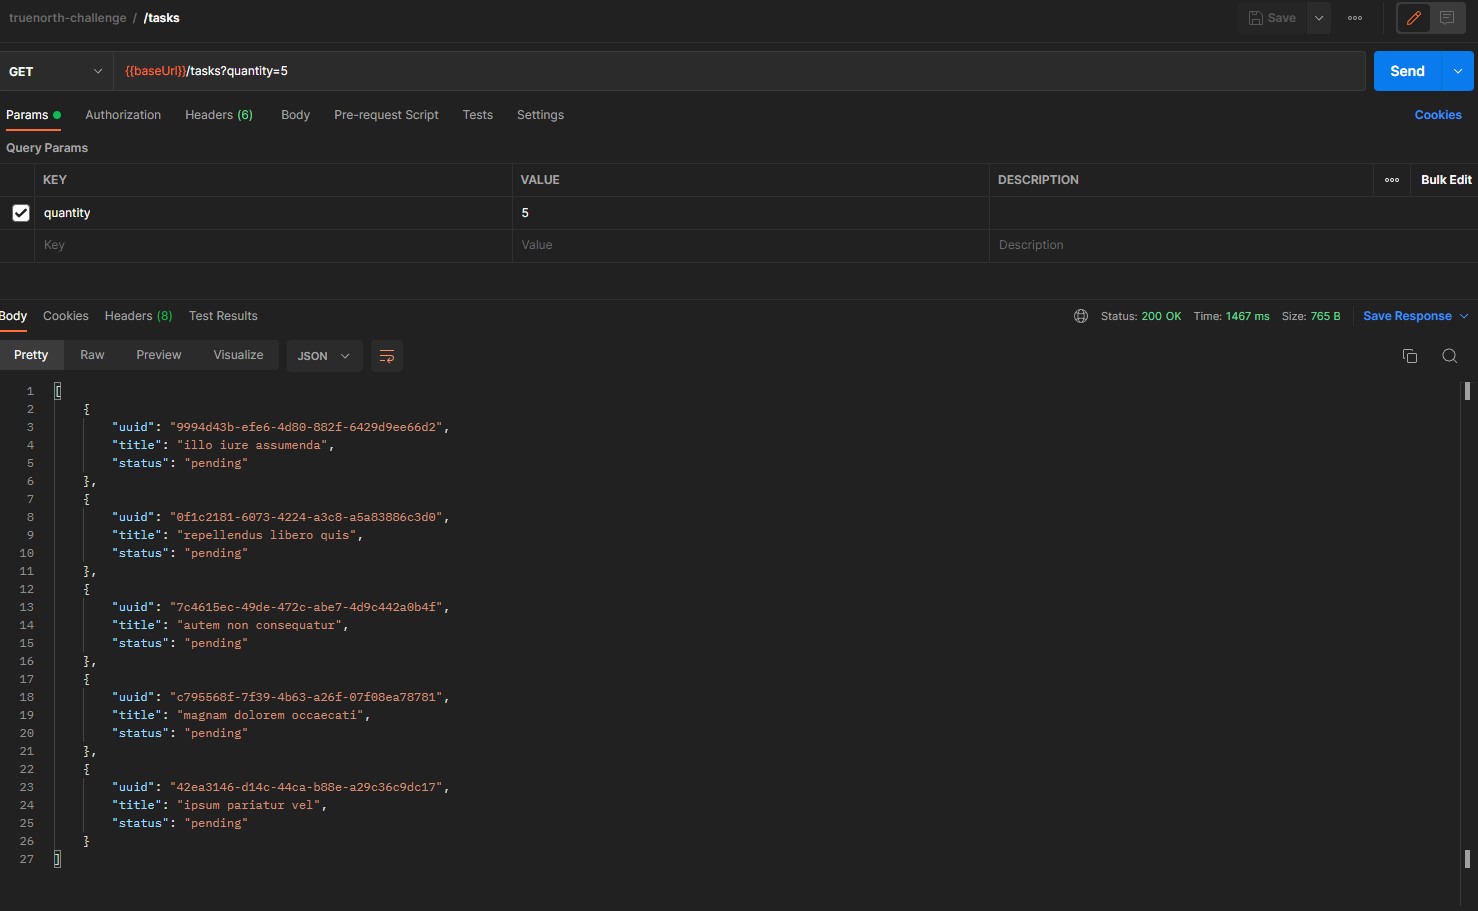 truenorth-challenge / /tasks
Save
GET {{baseUrl}}/tasks?quantity=5 Send
Params Authorization Headers (6) Body Pre-request Script Tests Settings Cookies
Query Params
KEY VALUE DESCRIPTION Bulk Edit
quantity 5
Key Value Description
Body Cookies Headers (8) Test Results Status: 200 OK Time: 1467 ms Size: 765 B Save Response
Pretty Raw Preview Visualize JSON
1 [
2 {
3 "uuid": "9994d43b-efe6-4d80-882f-6429d9ee66d2",
4 "title": "illo iure assumenda",
5 "status": "pending"
6 },
7 {
8 "uuid": "0f1c2181-6073-4224-a3c8-a5a83886c3d0",
9 "title": "repellendus libero quis",
10 "status": "pending"
11 },
12 {
13 "uuid": "7c4615ec-49de-472c-abe7-4d9c442a0b4f",
14 "title": "autem non consequatur",
15 "status": "pending"
16 },
17 {
18 "uuid": "c795568f-7f39-4b63-a26f-07f08ea78781",
19 "title": "magnam dolorem occaecati",
20 "status": "pending"
21 },
22 {
23 "uuid": "42ea3146-d14c-44ca-b88e-a29c36c9dc17",
24 "title": "ipsum pariatur vel",
25 "status": "pending"
26 }
27 ]